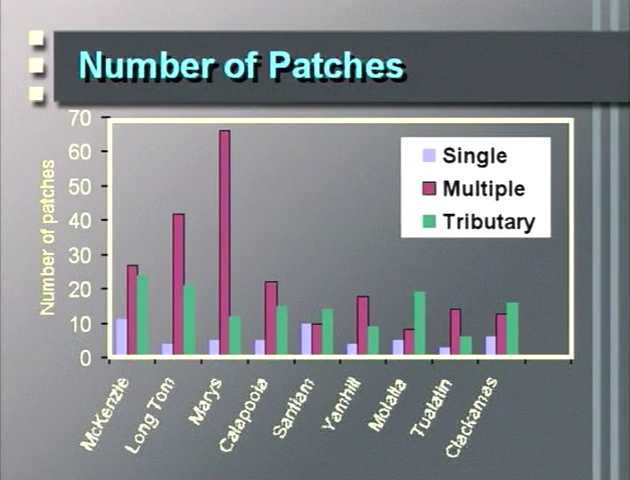 Number of Patches
Number of patches
70
60
50
40
30
20
10
0
Single
Multiple
Tributary
McKenzie
Long Tom
Marys
Calapooia
Santiam
Yamhill
Molalla
Tualatin
Clackamas